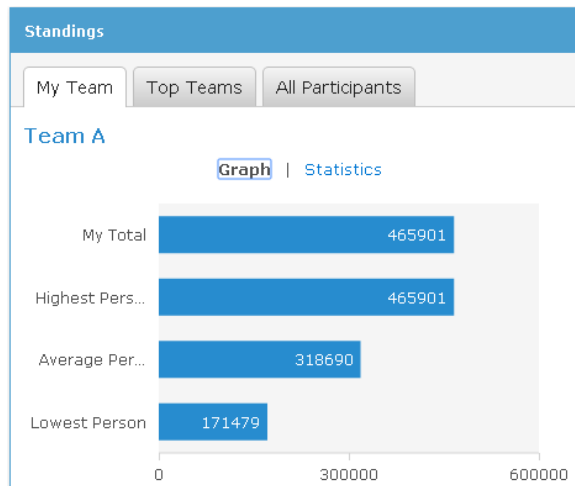 Standings
My Team Top Teams All Participants
Team A
Graph | Statistics
My Total 465901
Highest Pers... 465901
Average Per... 318690
Lowest Person 171479
0 300000 600000